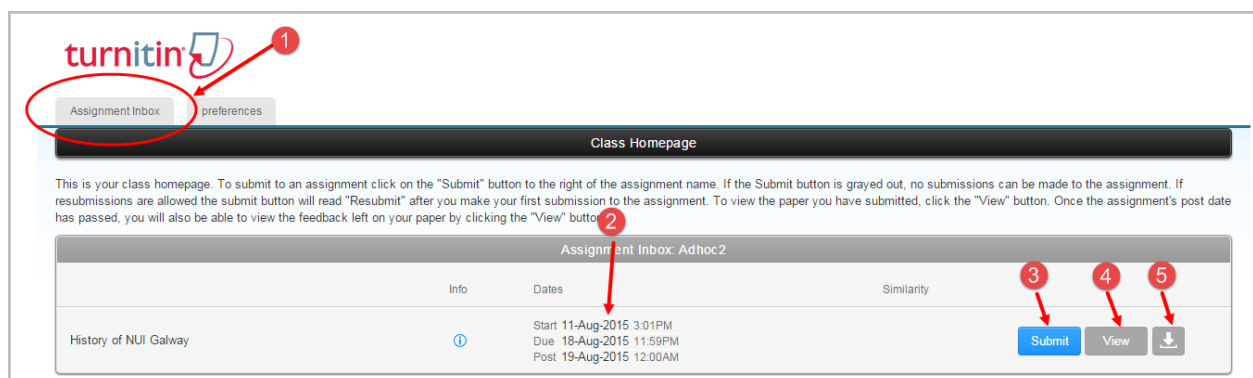 turnitin
1
Assignment Inbox preferences
Class Homepage
This is your class homepage. To submit to an assignment click on the "Submit" button to the right of the assignment name. If the Submit button is grayed out, no submissions can be made to the assignment. If
resubmissions are allowed the submit button will read "Resubmit" after you make your first submission to the assignment. To view the paper you have submitted, click the "View" button. Once the assignment's post date
has passed, you will also be able to view the feedback left on your paper by clicking the "View"
2
Assignment Inbox: Adhoc2
3 4 5
Info Dates Similarity
Start 11-Aug-2015 3:01PM
History of NUI Galway Due 18-Aug-2015 11:59PM Submit View
Post 19-Aug-2015 12:00AM